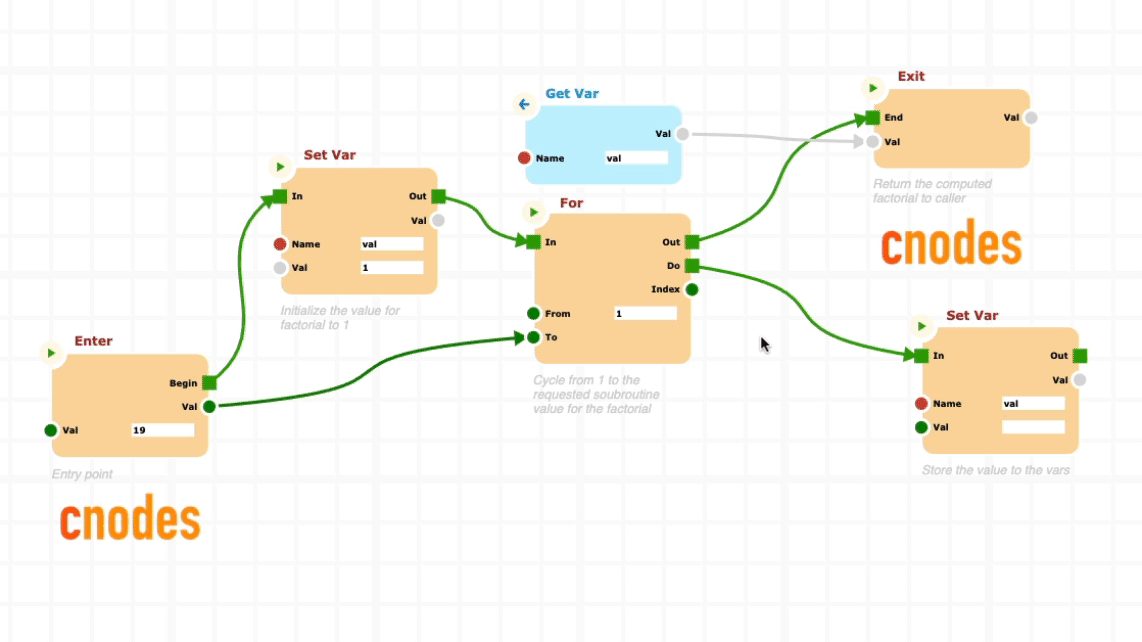 Enter
Begin
Val
Val 19
Entry point
cnodes
Set Var
In Out
Val
Name val
Val 1
Initialize the value for
factorial to 1
Get Var
Val
Name val
For
In Out
Do
Index
From 1
To
Cycle from 1 to the
requested soubroutine
value for the factorial
Exit
End Val
Val
Return the computed
factorial to caller
cnodes
Set Var
In Out
Val
Name val
Val
Store the value to the vars